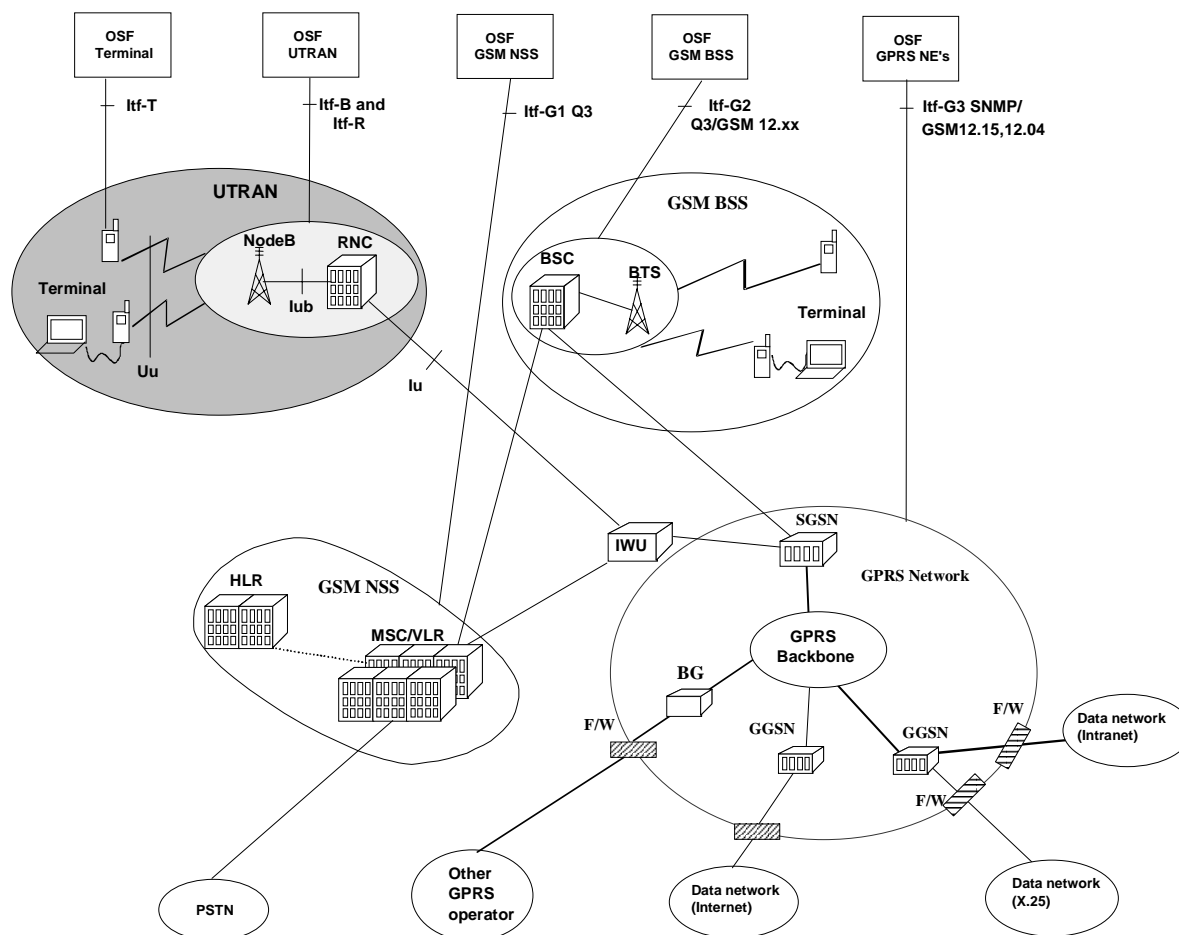 OSF
Terminal
OSF
UTRAN
OSF
GSM NSS
OSF
GSM BSS
OSF
GPRS NE's
Itf-T
Itf-B and
Itf-R
Itf-G1 Q3
Itf-G2
Q3/GSM 12.xx
Itf-G3 SNMP/
GSM12.15,12.04
UTRAN
GSM BSS
NodeB
RNC
BSC
BTS
Terminal
Iub
Terminal
Uu
Iu
SGSN
IWU
GPRS Network
HLR
GSM NSS
MSC/VLR
GPRS
Backbone
BG
F/W
GGSN
GGSN
F/W
Data network
(Intranet)
F/W
Other
GPRS
operator
PSTN
Data network
(Internet)
Data network
(X.25)